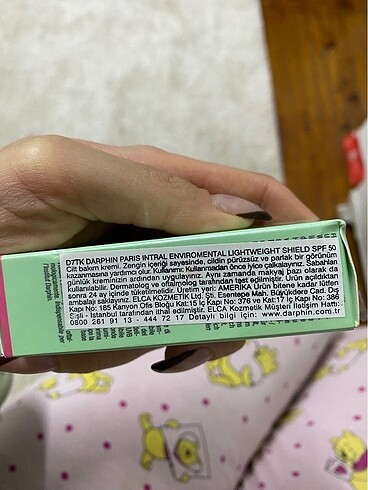 D7TK DARPHIN PARIS INTRAL ENVIROMENTAL LIGHTWEIGHT SHIELD SPF 50
Cilt bakım kremi. Zengin içeriği sayesinde, cildin pürüzsüz ve parlak bir görünüm
kazanmasına yardımcı olur. Kullanımı: Kullanmadan önce iyice çalkalayınız. Sabahları
günlük kreminizin ardından uygulayınız. Aynı zamanda makyaj bazı olarak da
kullanılabilir. Dermatolog ve oftalmolog tarafından test edilmiştir. Ürün açıldıktan
sonra 24 ay içinde tüketilmelidir. Üretim yeri: AMERIKA Ürün bitene kadar lütfen
ambalajı saklayınız. ELCA KOZMETİK Ltd. Şti. Esentepe Mah. Büyükdere Cad. Dış
Kapı No: 185 Kanyon Ofis Bloğu Kat:15 İç Kapı No: 376 ve Kat:17 İç Kapı No: 386
Şişli - İstanbul tarafından ithal edilmiştir. ELCA Kozmetik Müşteri İletişim Hattı:
0800 261 91 13 - 444 72 17 Detaylı bilgi için: www.darphin.com.tr